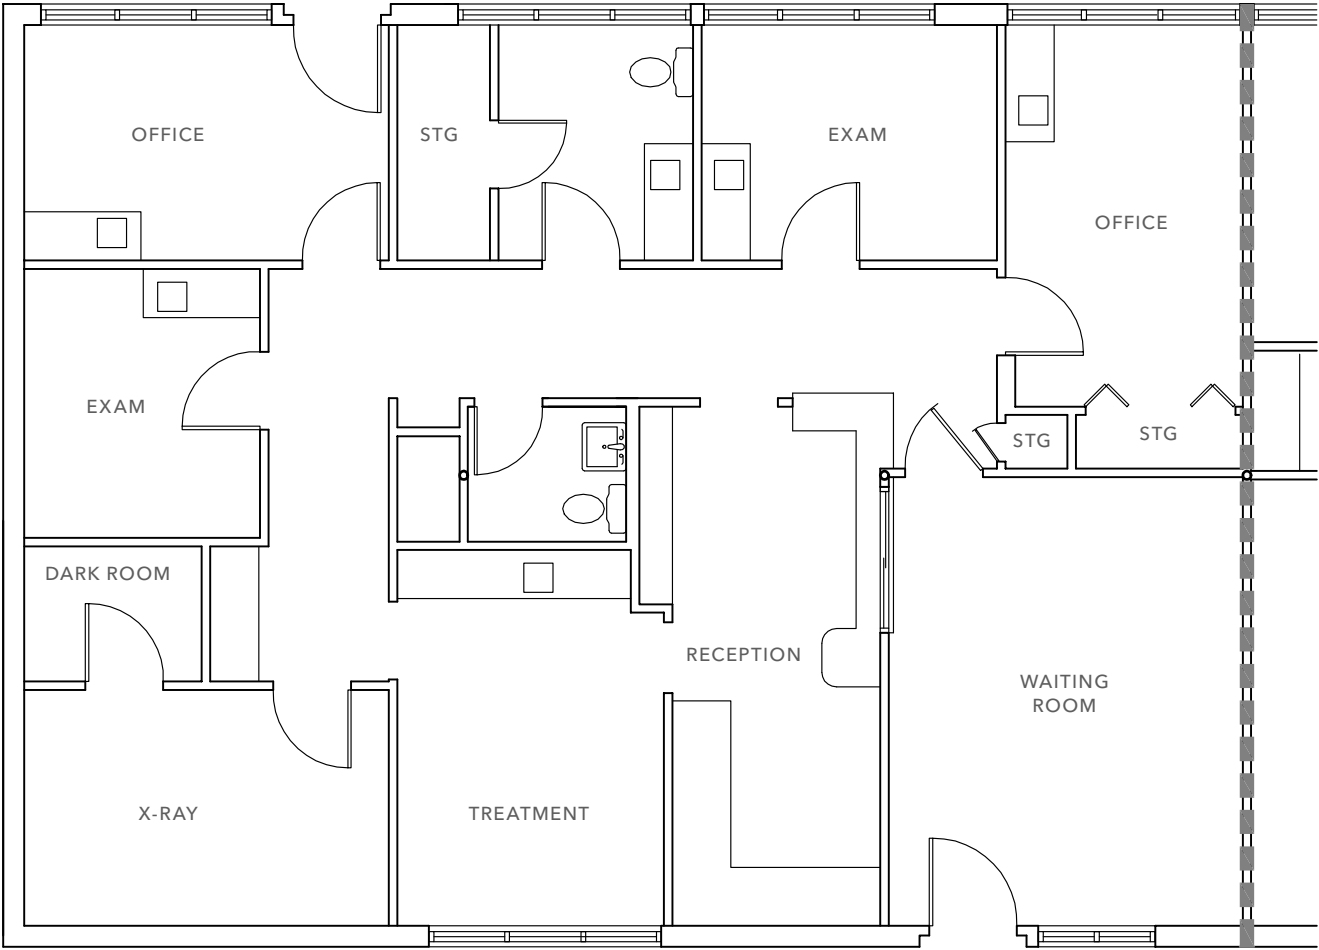 OFFICE
STG
EXAM
OFFICE
EXAM
STG
STG
DARK ROOM
RECEPTION
WAITING
ROOM
X-RAY
TREATMENT